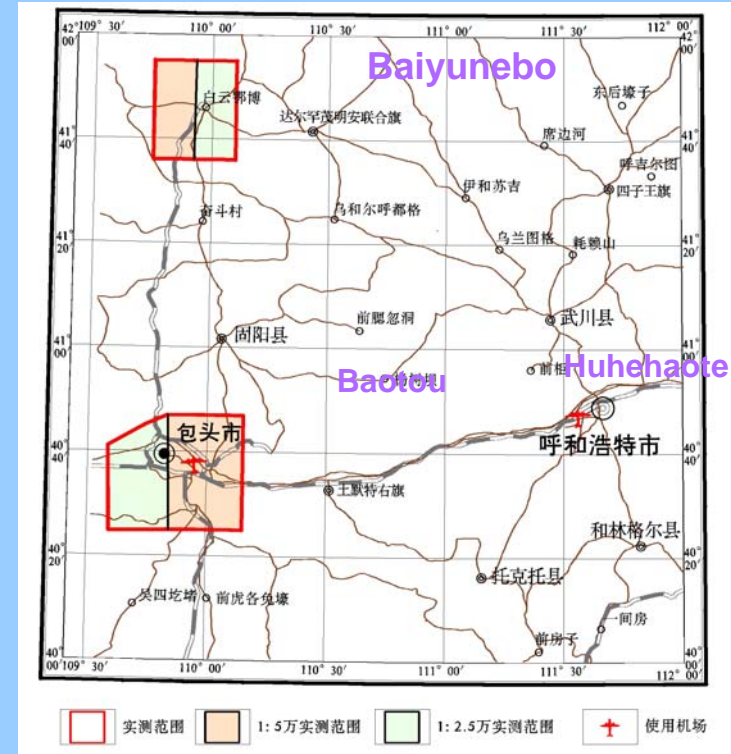 42°109° 30′ 110° 00′ 110° 30′ 111° 00′ 111° 30′ 112° 00′
00′ 42° 00′
Baiyunebo
白云鄂博
东后壕子
达尔罕茂明安联合旗
41° 40′
41° 40′
席边河
呼吉尔图
伊和苏吉
四子王旗
奋斗村
乌和尔呼都格
41° 20′
乌兰图格
耗赖山
41° 20′
前腮忽洞
武川县
固阳县
41° 00′
41° 00′
Baotou
Huhehaote
包头市
40° 40′
呼和浩特市
40° 40′
土默特右旗
和林格尔县
40° 20′
40° 20′
托克托县
吴四圪堵
前虎各兔壕
一间房
前房子
40° 00′
40° 00′
109° 30′ 110° 00′ 110° 30′ 111° 00′ 111° 30′ 112° 00′
实测范围 1: 5万实测范围 1: 2.5万实测范围 使用机场